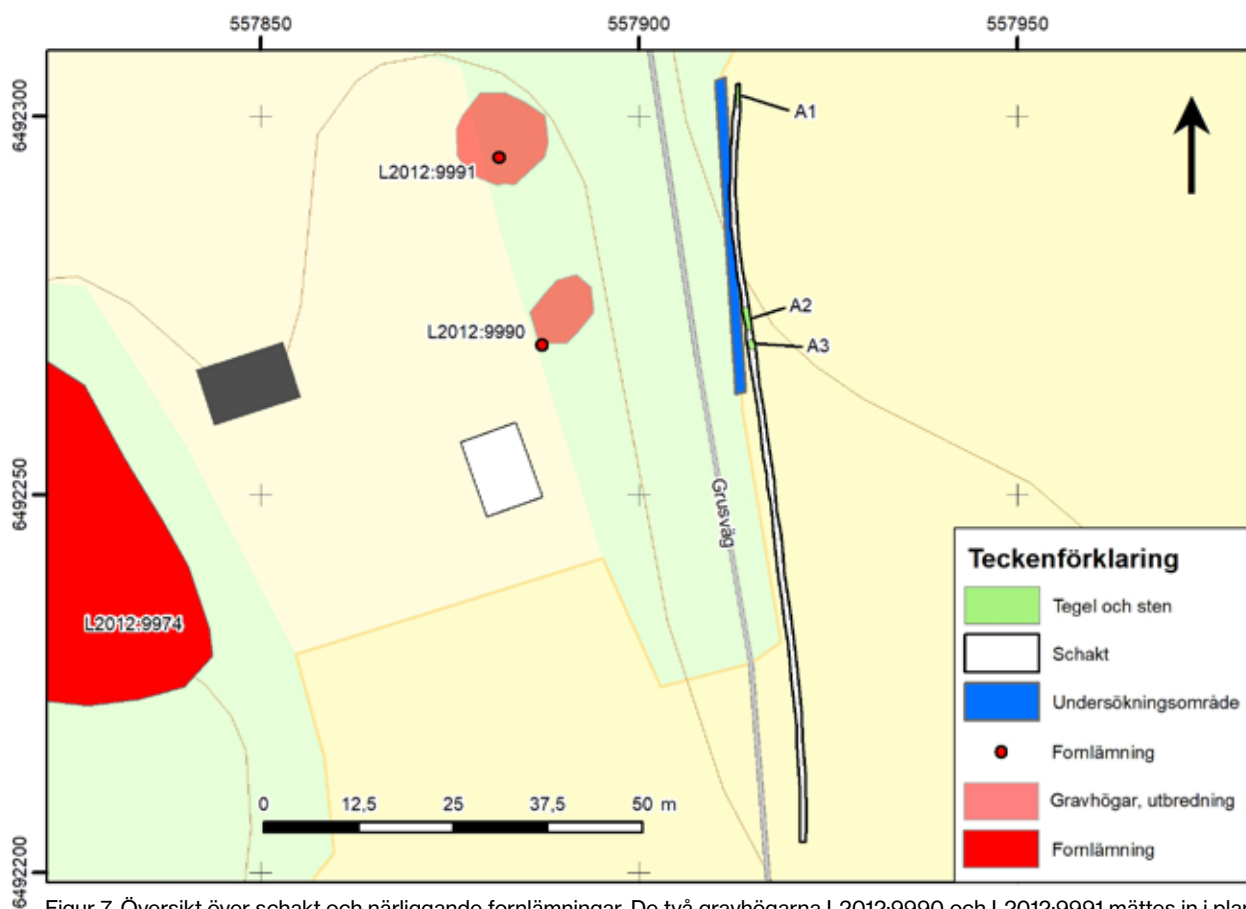 557850 557900 557950
6492300
6492250
6492200
A1
L2012:9991
A2
L2012:9990
A3
Grusväg
L2012:9974
Teckenförklaring
Tegel och sten
Schakt
Undersökningsområde
Fornlämning
Gravhögar, utbredning
Fornlämning
0 12,5 25 37,5 50 m
Figur 7. Översikt över schakt och närliggande fornlämningar. De två gravhögarna L2012:9990 och L2012:9991 mättes in i plan